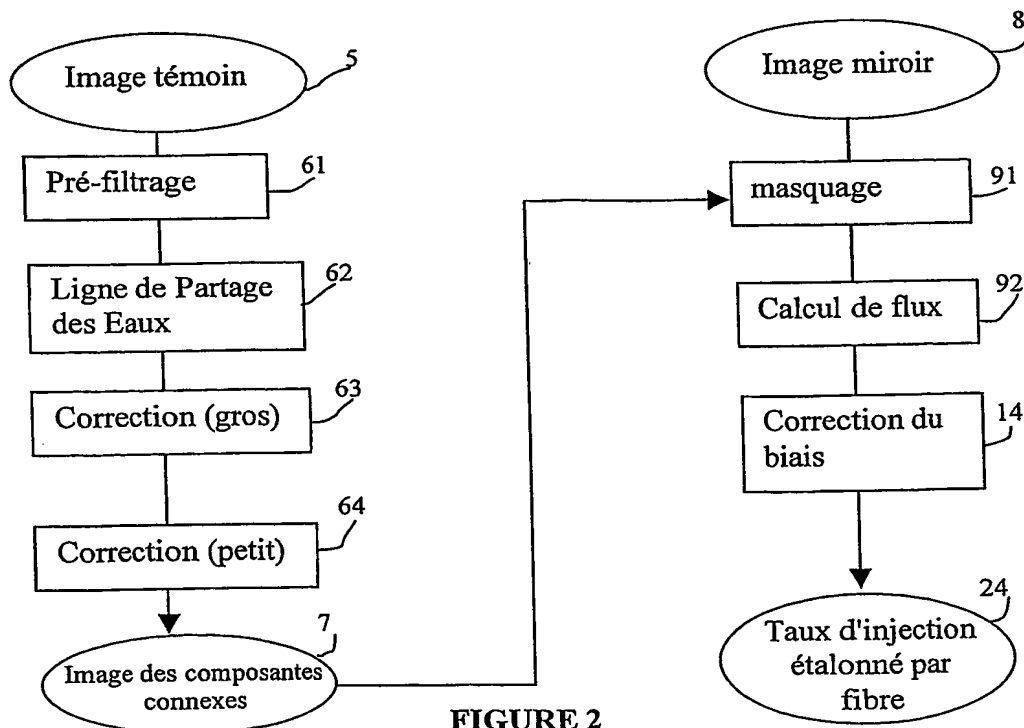 Image témoin
5
Pré-filtrage
61
Ligne de Partage
des Eaux
62
Correction (gros)
63
Correction (petit)
64
Image des composantes
connexes
7
Image miroir
8
masquage
91
Calcul de flux
92
Correction du
biais
14
Taux d'injection
étalonné par
fibre
24
FIGURE 2